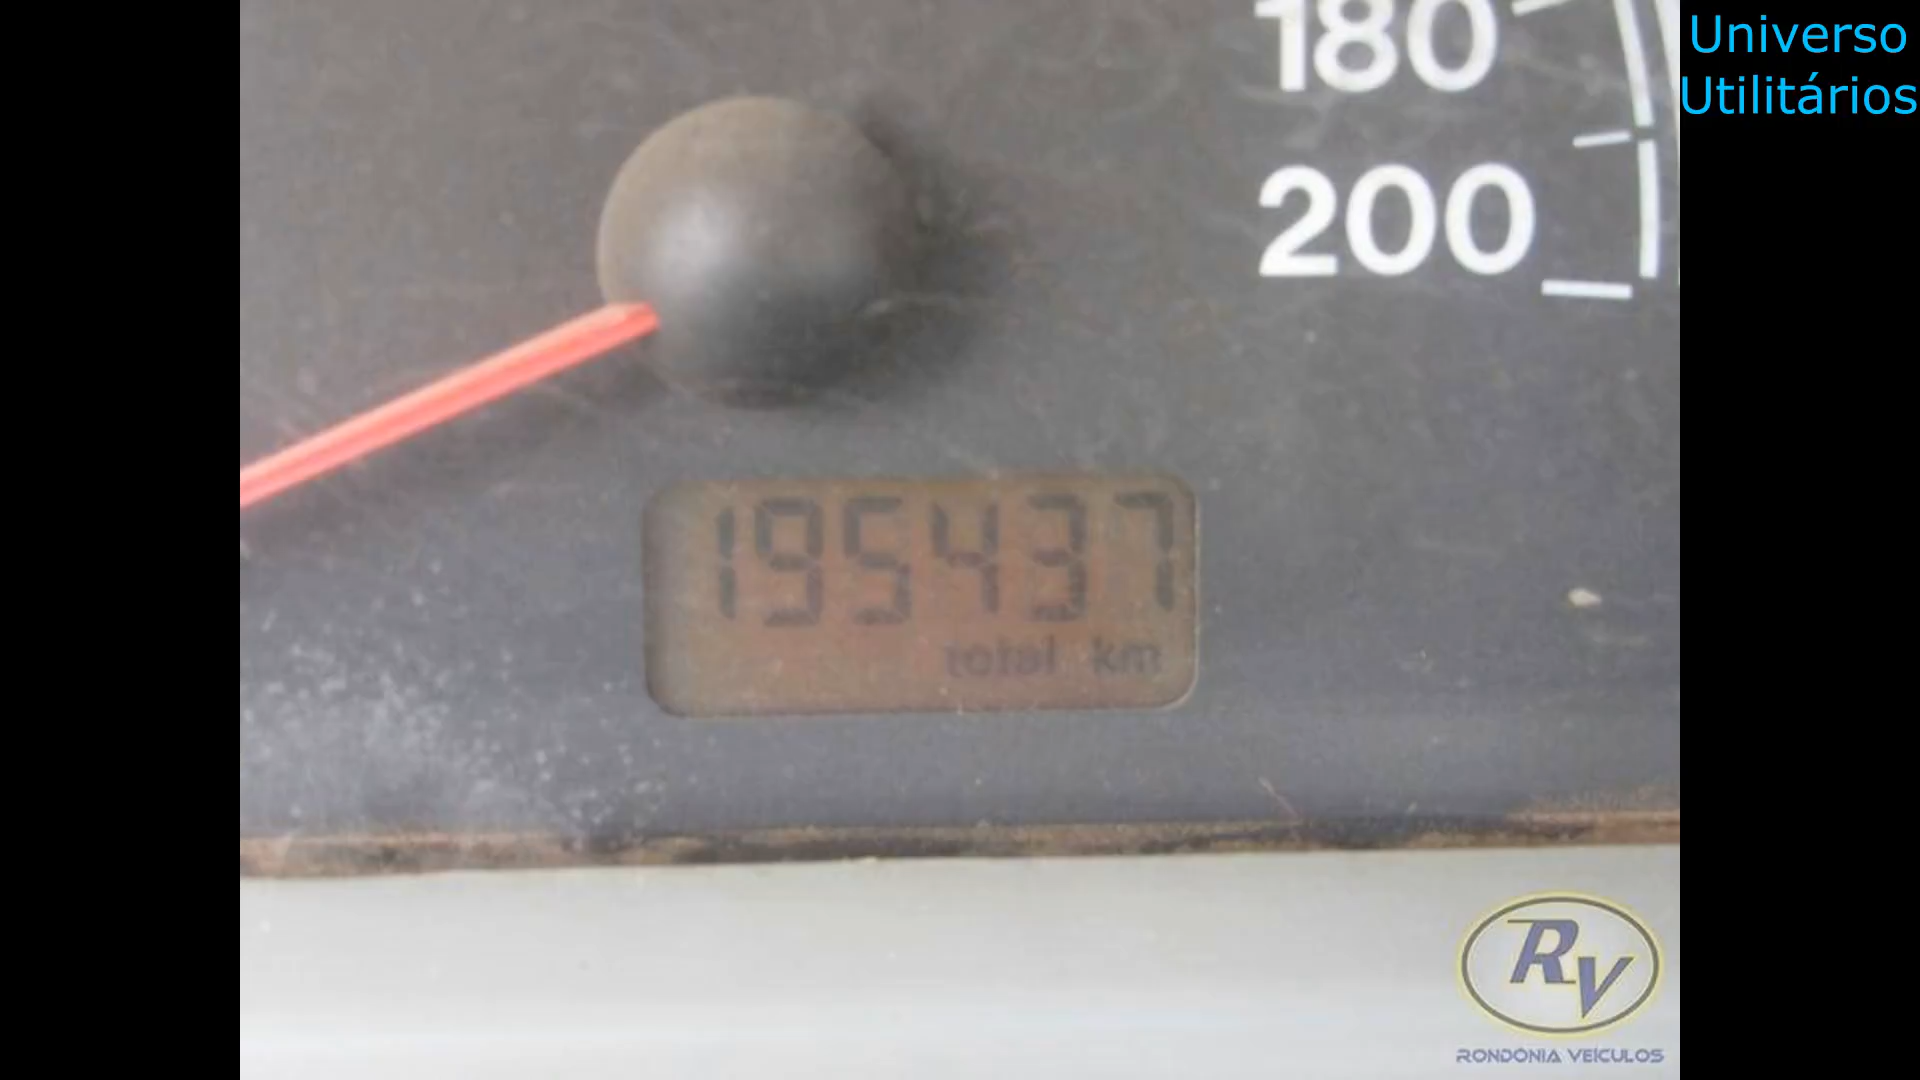 180
200
195437
total km
Universo
Utilitários
RV
RONDÔNIA VEÍCULOS